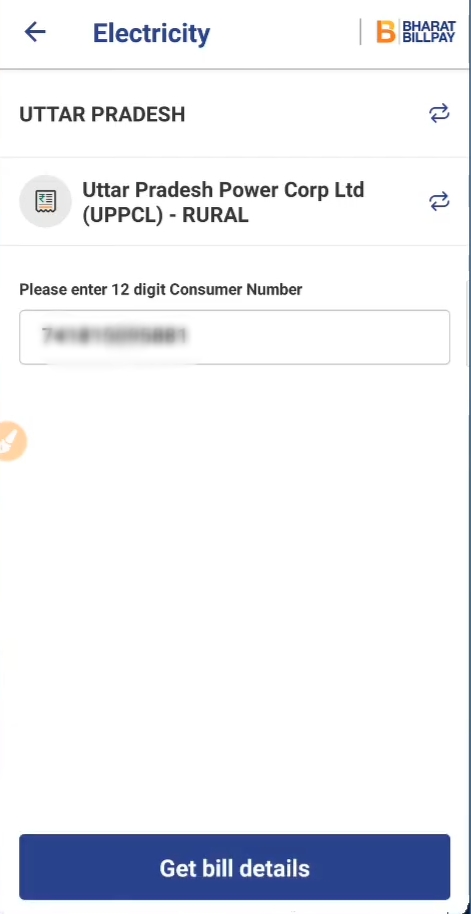 Electricity
BHARAT
BILLPAY
UTTAR PRADESH
Uttar Pradesh Power Corp Ltd
(UPPCL) - RURAL
Please enter 12 digit Consumer Number
Get bill details